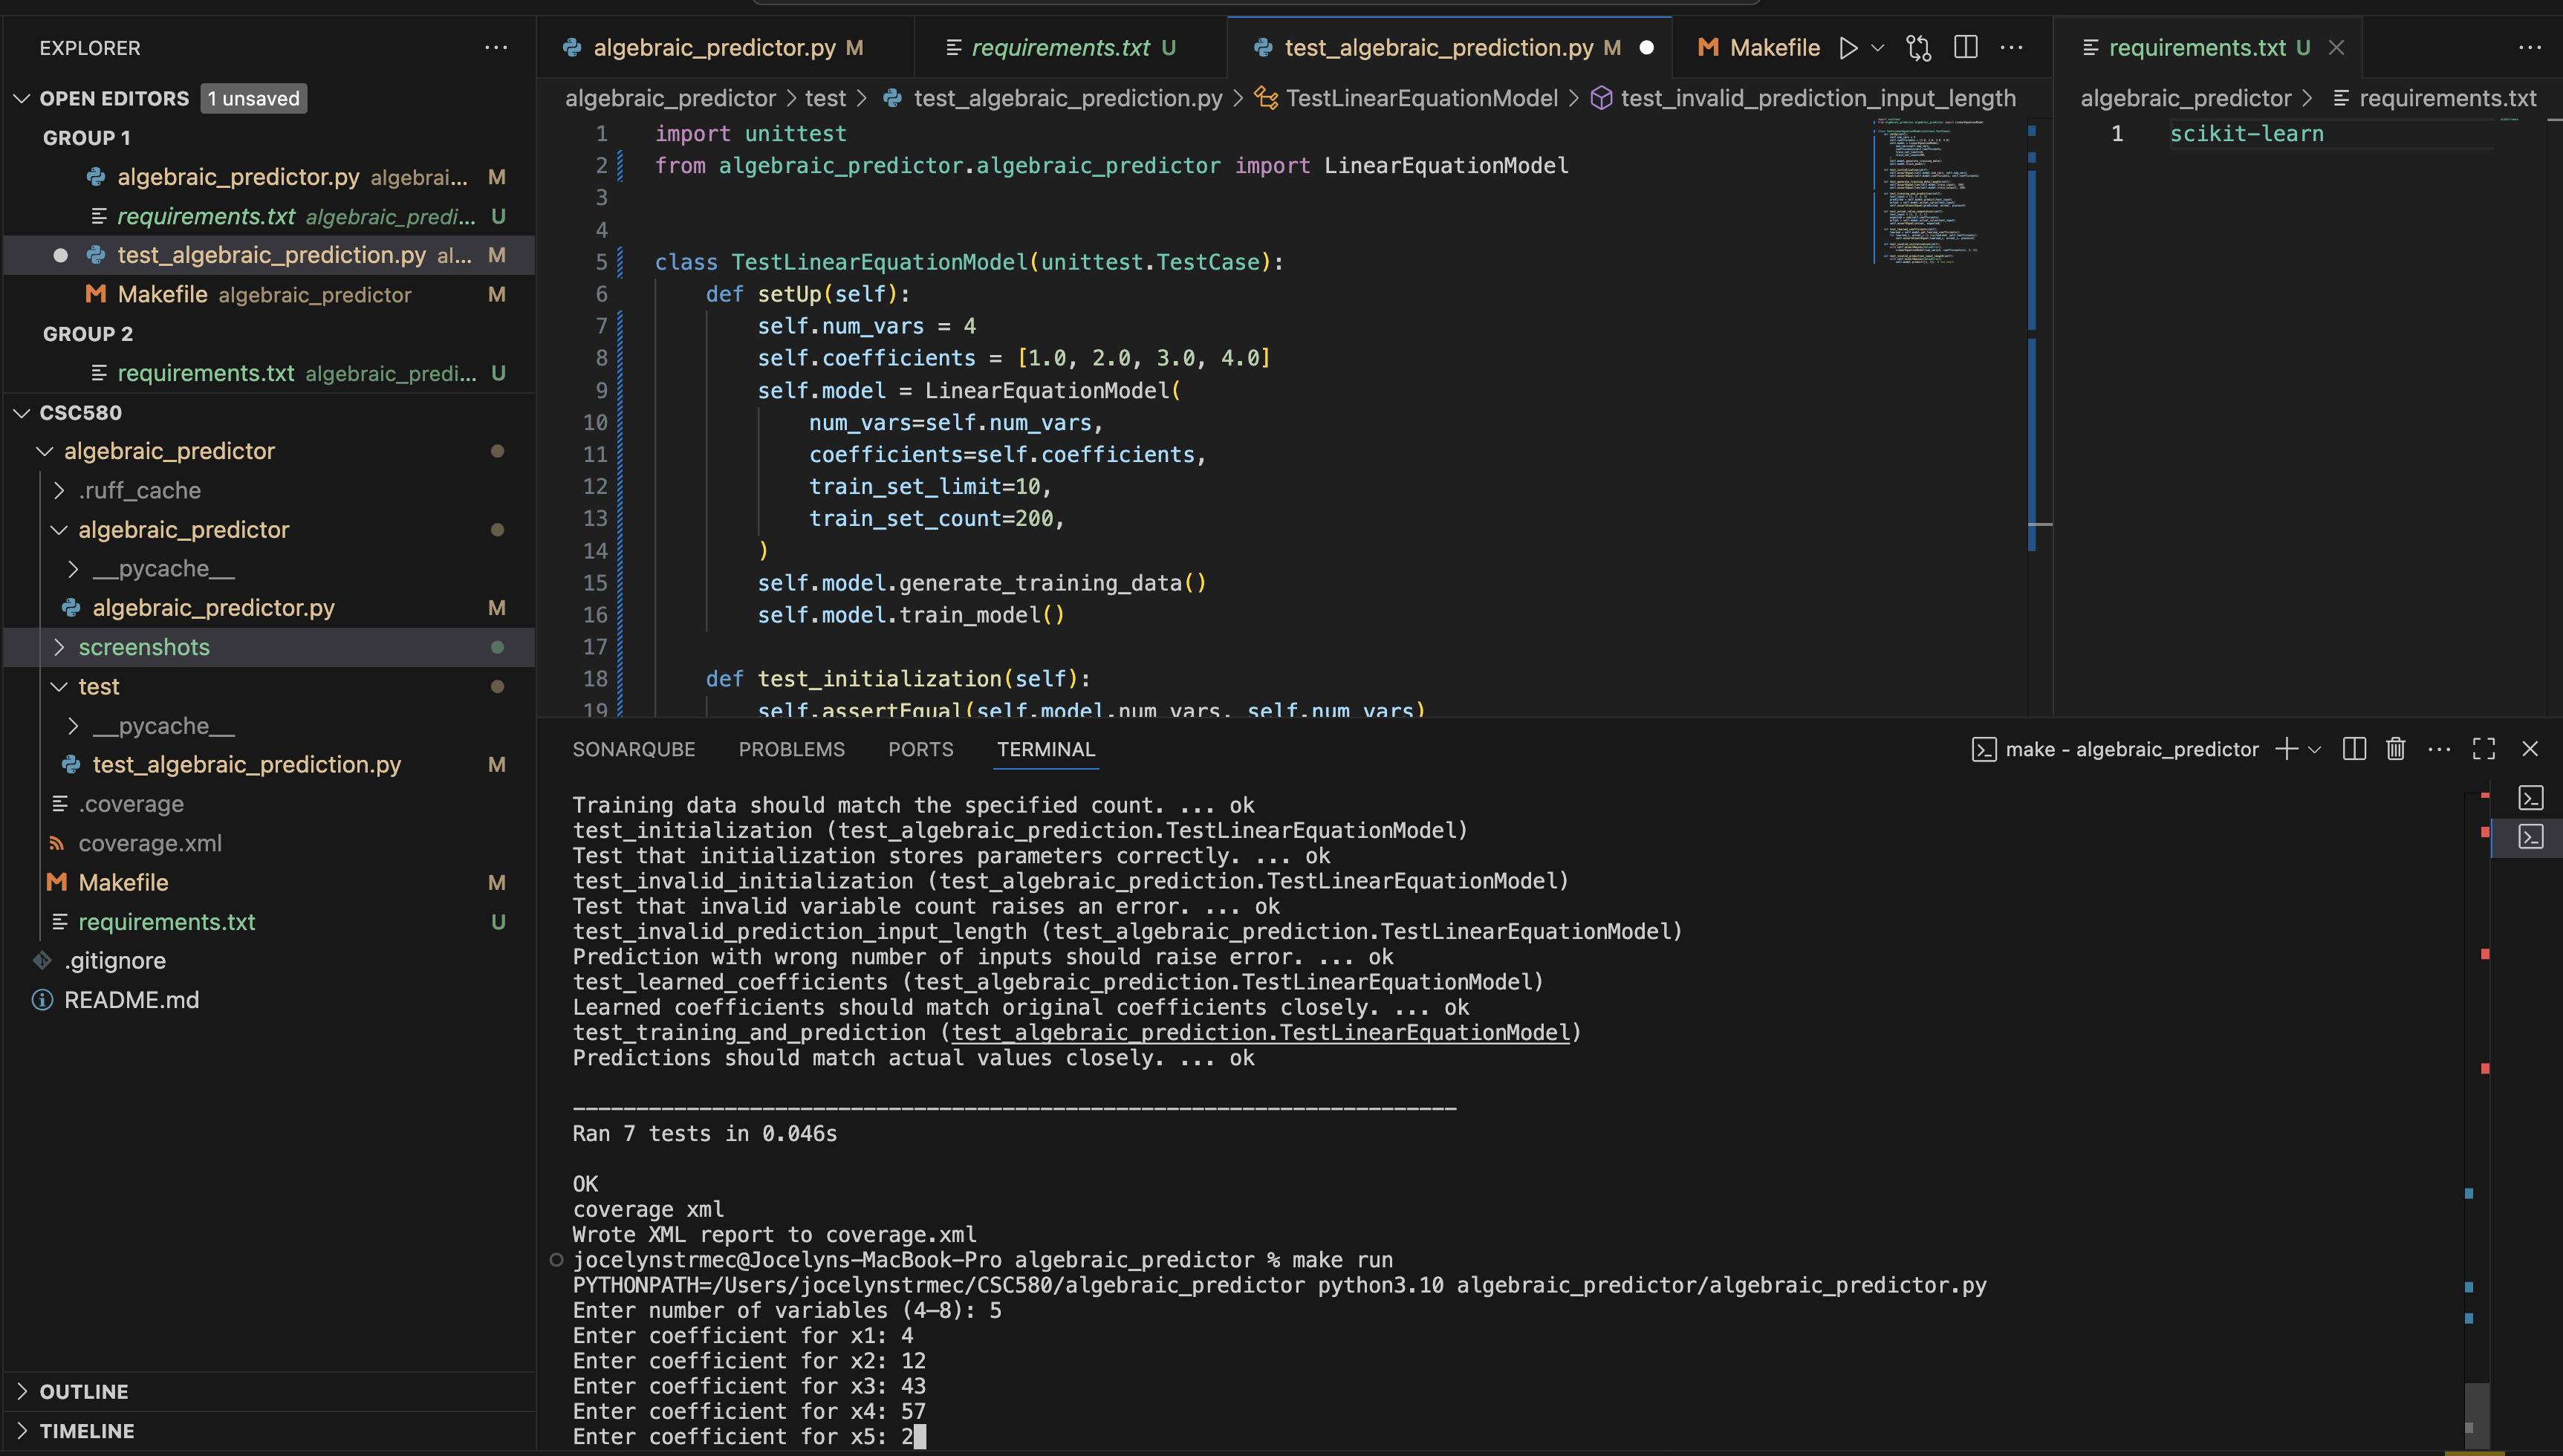 EXPLORER
OPEN EDITORS 1 unsaved
GROUP 1
algebraic_predictor.py algebrai... M
requirements.txt algebraic_predi... U
test_algebraic_prediction.py al... M
Makefile algebraic_predictor M
GROUP 2
requirements.txt algebraic_predi... U
CSC580
algebraic_predictor
.ruff_cache
algebraic_predictor
__pycache__
algebraic_predictor.py M
screenshots
test
__pycache__
test_algebraic_prediction.py M
.coverage
coverage.xml
Makefile M
requirements.txt U
.gitignore
README.md
OUTLINE
TIMELINE
algebraic_predictor.py M
requirements.txt U
test_algebraic_prediction.py M
Makefile
algebraic_predictor > test > test_algebraic_prediction.py > TestLinearEquationModel > test_invalid_prediction_input_length
1 import unittest
2 from algebraic_predictor.algebraic_predictor import LinearEquationModel
3
4
5 class TestLinearEquationModel(unittest.TestCase):
6 def setUp(self):
7 self.num_vars = 4
8 self.coefficients = [1.0, 2.0, 3.0, 4.0]
9 self.model = LinearEquationModel(
10 num_vars=self.num_vars,
11 coefficients=self.coefficients,
12 train_set_limit=10,
13 train_set_count=200,
14 )
15 self.model.generate_training_data()
16 self.model.train_model()
17
18 def test_initialization(self):
19 self.assertEqual(self.model.num_vars, self.num_vars)
requirements.txt U
algebraic_predictor > requirements.txt
1 scikit-learn
SONARQUBE PROBLEMS PORTS TERMINAL
make - algebraic_predictor
Training data should match the specified count. ... ok
test_initialization (test_algebraic_prediction.TestLinearEquationModel)
Test that initialization stores parameters correctly. ... ok
test_invalid_initialization (test_algebraic_prediction.TestLinearEquationModel)
Test that invalid variable count raises an error. ... ok
test_invalid_prediction_input_length (test_algebraic_prediction.TestLinearEquationModel)
Prediction with wrong number of inputs should raise error. ... ok
test_learned_coefficients (test_algebraic_prediction.TestLinearEquationModel)
Learned coefficients should match original coefficients closely. ... ok
test_training_and_prediction (test_algebraic_prediction.TestLinearEquationModel)
Predictions should match actual values closely. ... ok
----------------------------------------------------------------------
Ran 7 tests in 0.046s
OK
coverage xml
Wrote XML report to coverage.xml
jocelynstrmec@Jocelyns-MacBook-Pro algebraic_predictor % make run
PYTHONPATH=/Users/jocelynstrmec/CSC580/algebraic_predictor python3.10 algebraic_predictor/algebraic_predictor.py
Enter number of variables (4–8): 5
Enter coefficient for x1: 4
Enter coefficient for x2: 12
Enter coefficient for x3: 43
Enter coefficient for x4: 57
Enter coefficient for x5: 2